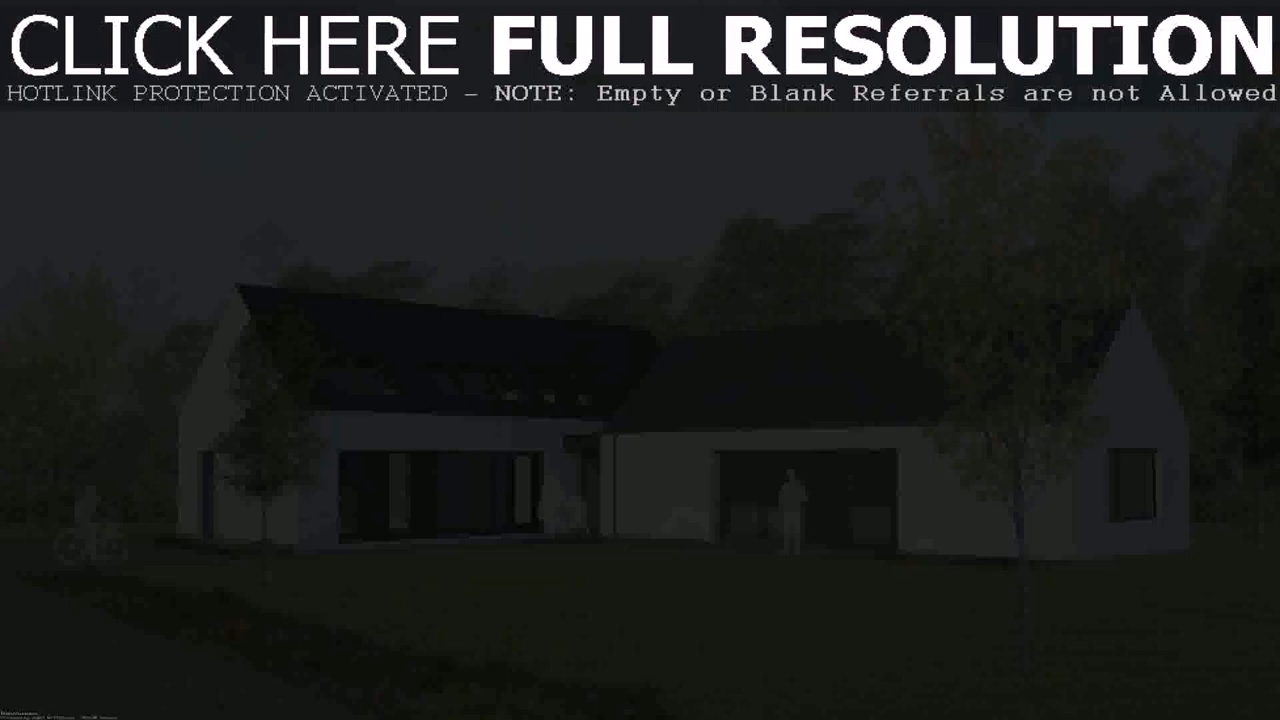 CLICK HERE FULL RESOLUTION
HOTLINK PROTECTION ACTIVATED - NOTE: Empty or Blank Referrals are not Allowed